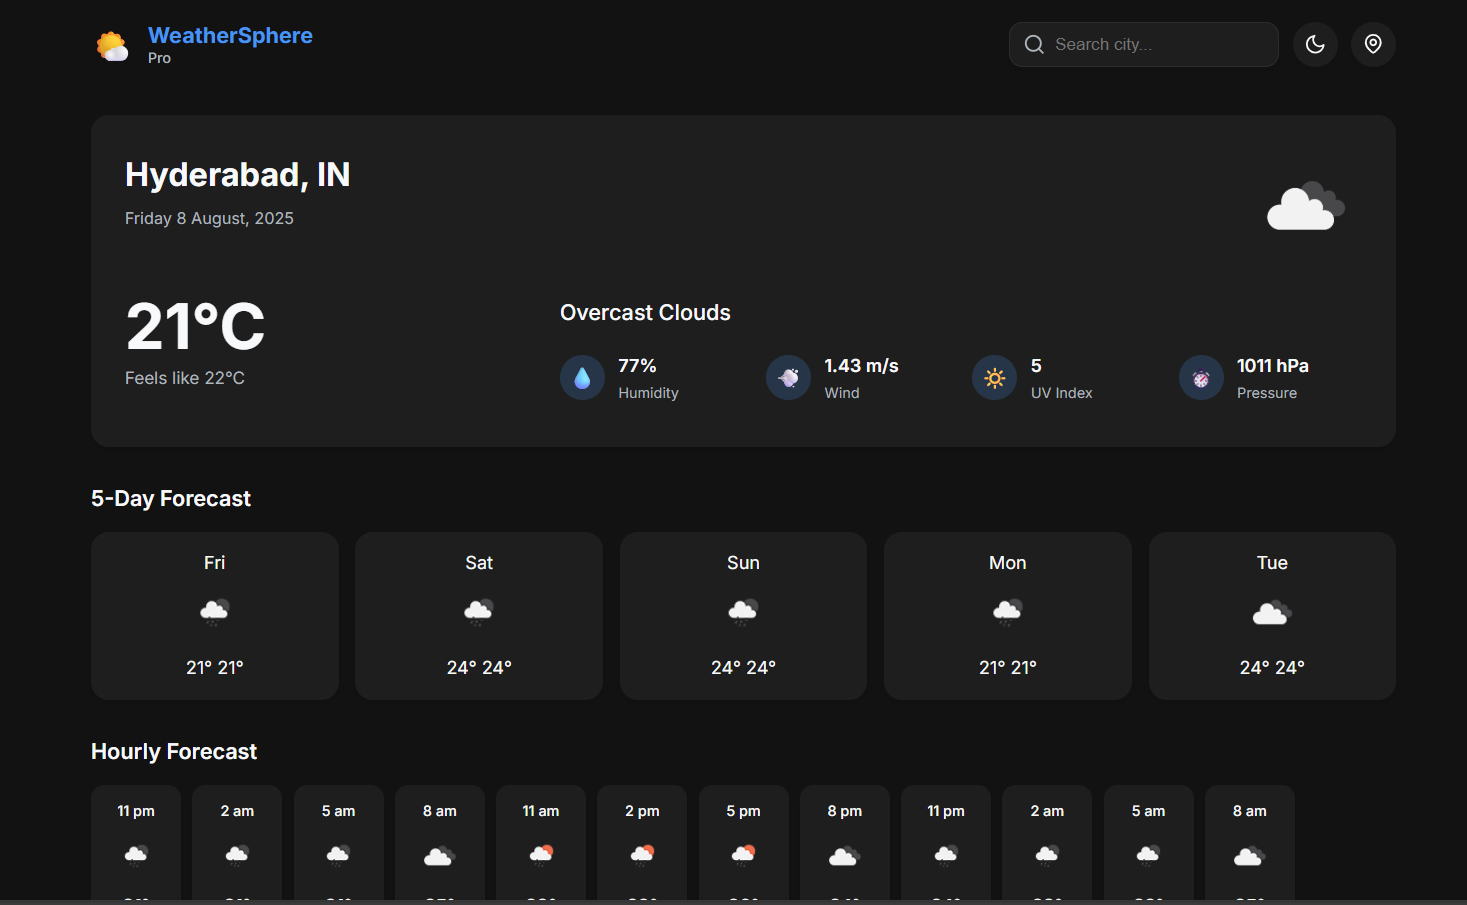 WeatherSphere
Pro
Search city...
Hyderabad, IN
Friday 8 August, 2025
21°C
Feels like 22°C
Overcast Clouds
77%
Humidity
1.43 m/s
Wind
5
UV Index
1011 hPa
Pressure
5-Day Forecast
Fri
21° 21°
Sat
24° 24°
Sun
24° 24°
Mon
21° 21°
Tue
24° 24°
Hourly Forecast
11 pm
2 am
5 am
8 am
11 am
2 pm
5 pm
8 pm
11 pm
2 am
5 am
8 am